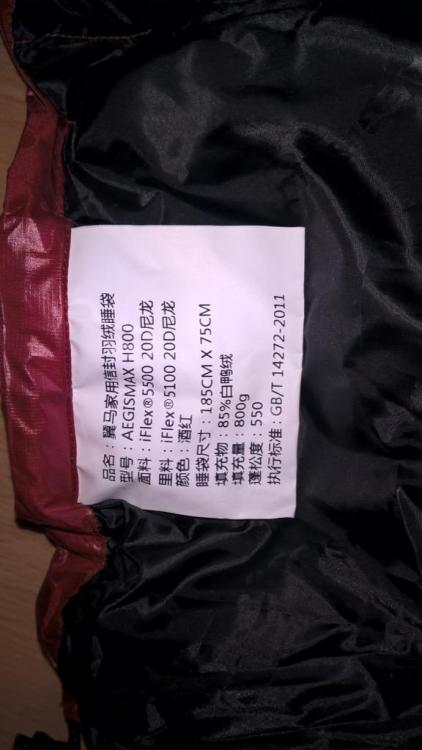 品名：翼马家用信封羽绒睡袋
型号：AEGISMAX H800
面料：iFlex®5500 20D尼龙
里料：iFlex®5100 20D尼龙
颜色：酒红
睡袋尺寸：185CM X 75CM
填充物：85%白鸭绒
填充量：800g
蓬松度：550
执行标准：GB/T 14272-2011